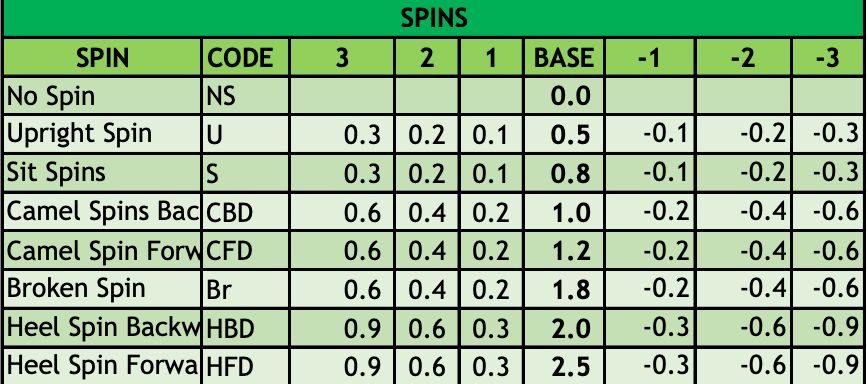 SPINS
SPIN CODE 3 2 1 BASE -1 -2 -3
No Spin NS 0.0
Upright Spin U 0.3 0.2 0.1 0.5 -0.1 -0.2 -0.3
Sit Spins S 0.3 0.2 0.1 0.8 -0.1 -0.2 -0.3
Camel Spins Bac CBD 0.6 0.4 0.2 1.0 -0.2 -0.4 -0.6
Camel Spin Forw CFD 0.6 0.4 0.2 1.2 -0.2 -0.4 -0.6
Broken Spin Br 0.6 0.4 0.2 1.8 -0.2 -0.4 -0.6
Heel Spin Backw HBD 0.9 0.6 0.3 2.0 -0.3 -0.6 -0.9
Heel Spin Forwa HFD 0.9 0.6 0.3 2.5 -0.3 -0.6 -0.9